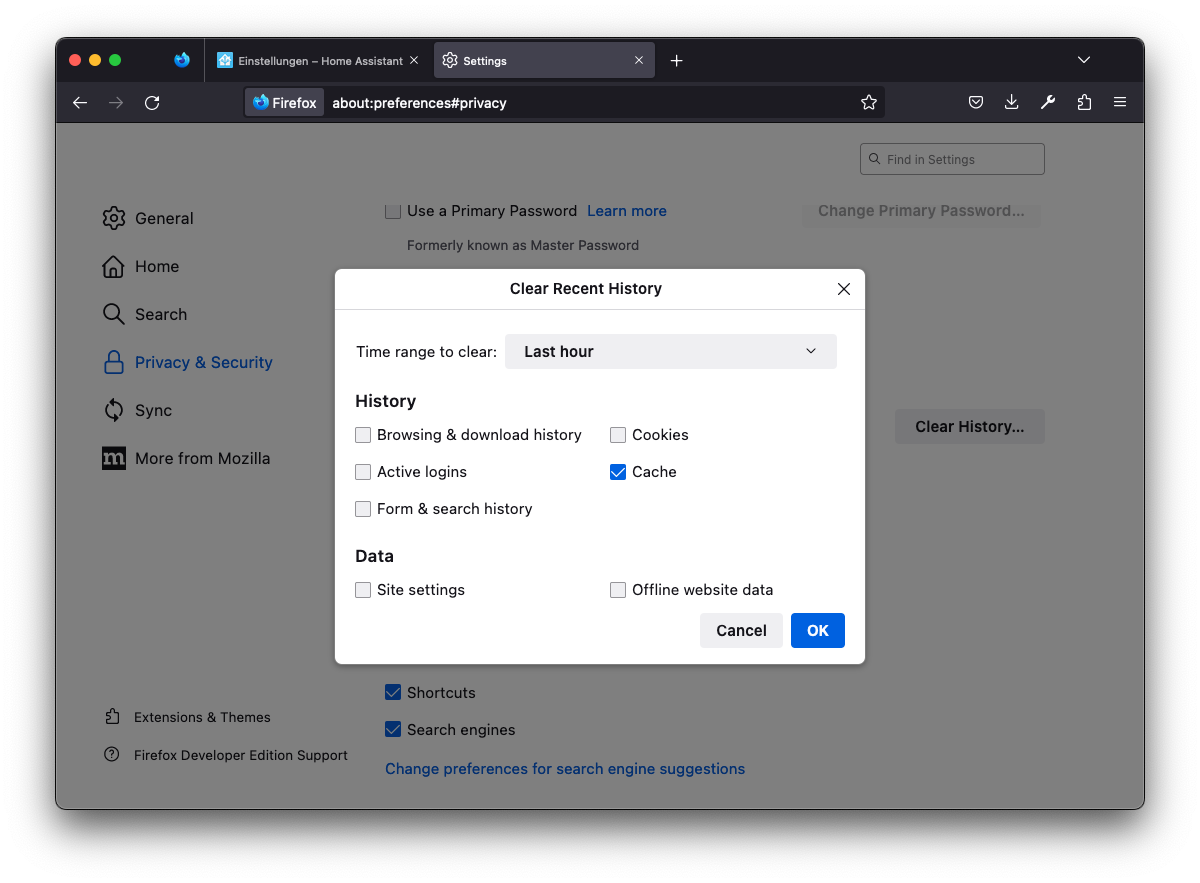 Einstellungen – Home Assistant
Settings
Firefox about:preferences#privacy
Find in Settings
General
Home
Search
Privacy & Security
Sync
m More from Mozilla
Extensions & Themes
Firefox Developer Edition Support
Use a Primary Password Learn more
Change Primary Password...
Formerly known as Master Password
Clear History...
Clear Recent History
Time range to clear: Last hour
History
Browsing & download history Cookies
Active logins Cache
Form & search history
Data
Site settings Offline website data
Cancel OK
Shortcuts
Search engines
Change preferences for search engine suggestions